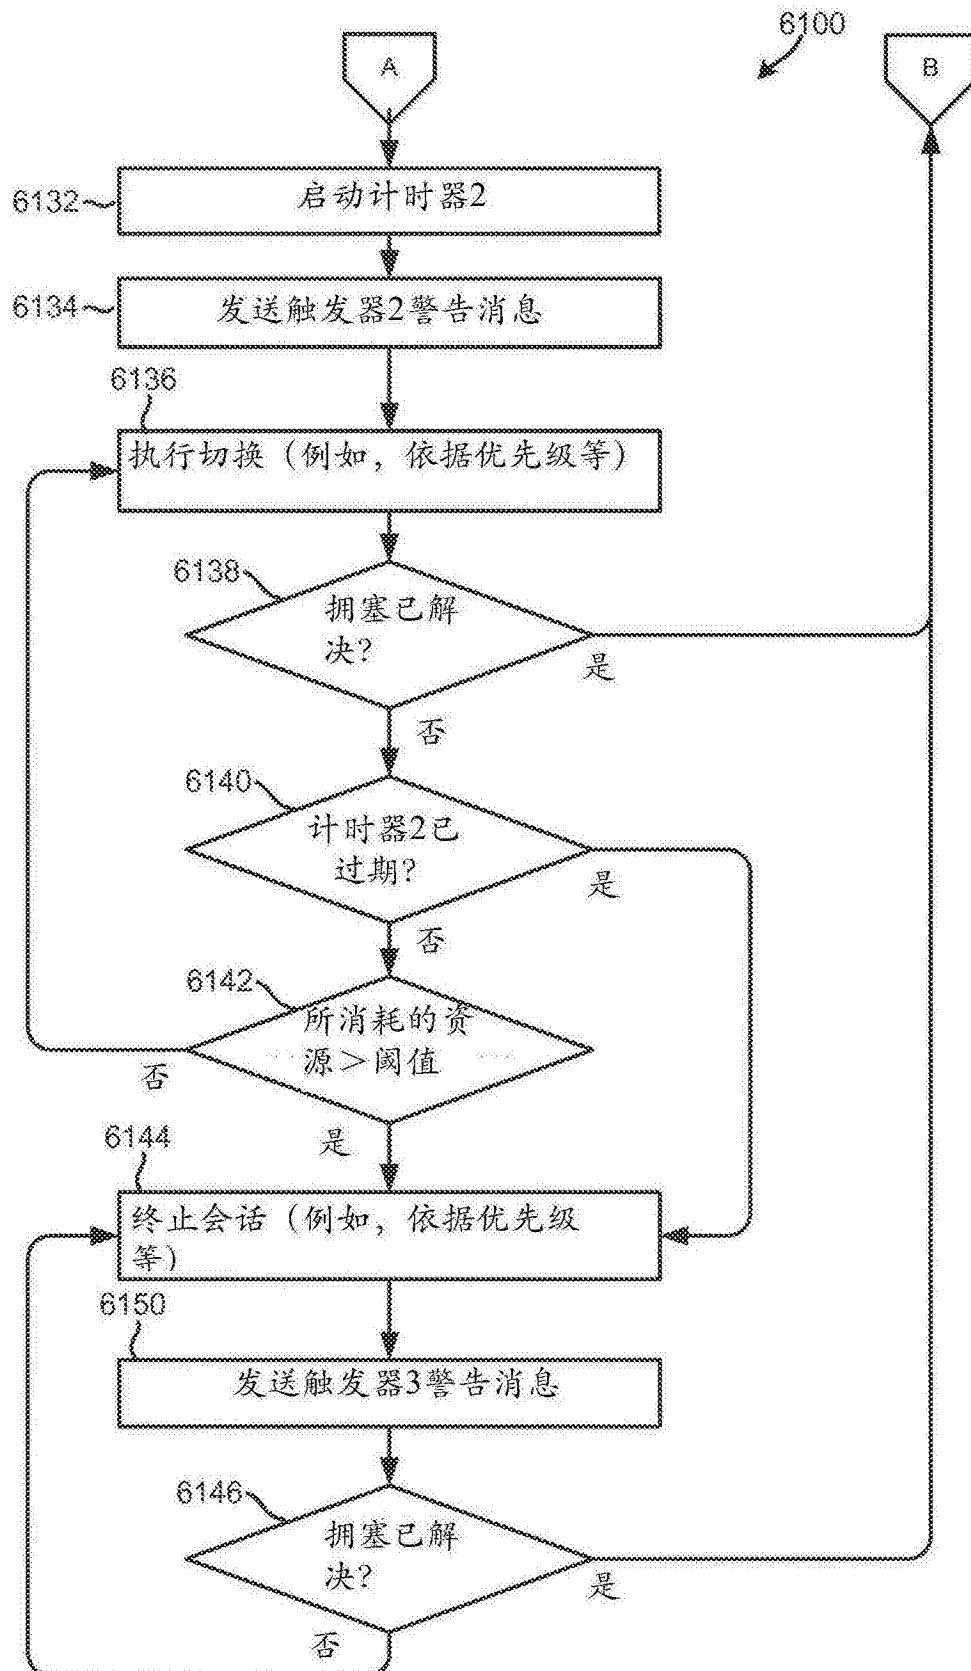 6100
A
B
6132
启动计时器2
6134
发送触发器2警告消息
6136
执行切换（例如，依据优先级等）
6138
拥塞已解
决？
是
否
6140
计时器2已
过期？
是
否
6142
所消耗的资
源＞阈值
否
是
6144
终止会话（例如，依据优先级
等）
6150
发送触发器3警告消息
6146
拥塞已解
决？
是
否